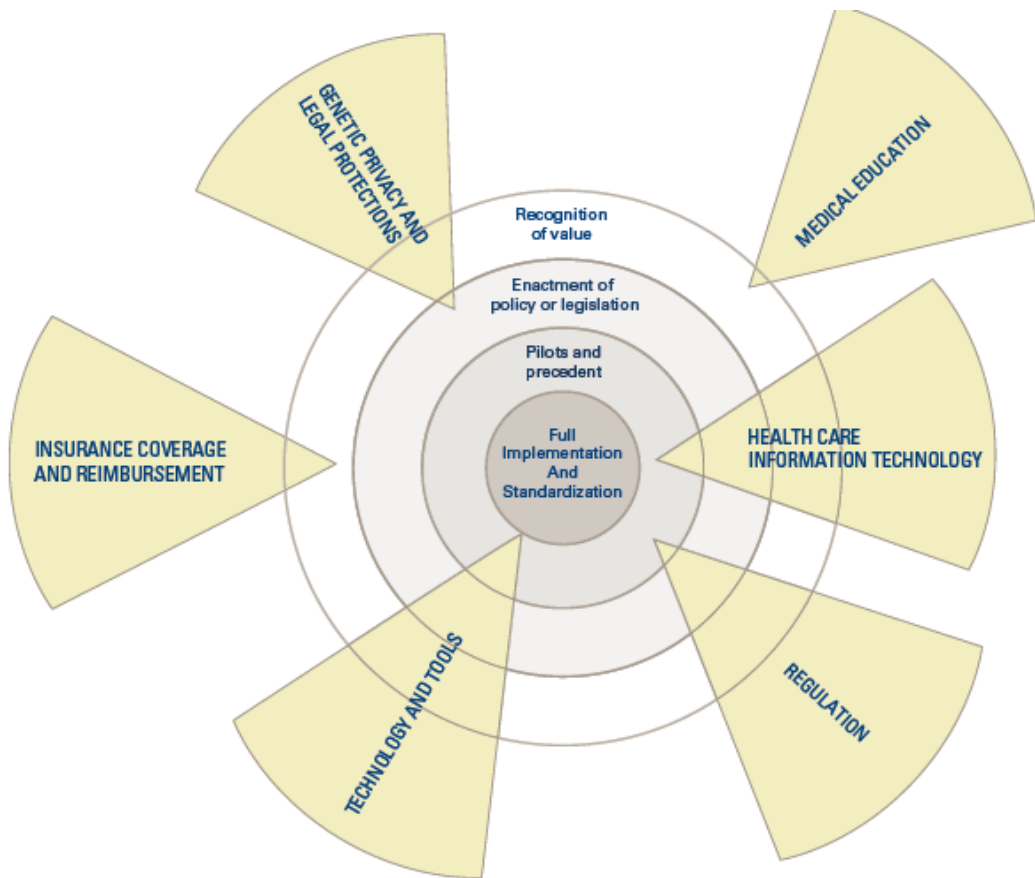 GENETIC PRIVACY AND
LEGAL PROTECTIONS
MEDICAL EDUCATION
Recognition
of value
Enactment of
policy or legislation
Pilots and
precedent
Full
Implementation
And
Standardization
INSURANCE COVERAGE
AND REIMBURSEMENT
HEALTH CARE
INFORMATION TECHNOLOGY
TECHNOLOGY AND TOOLS
REGULATION